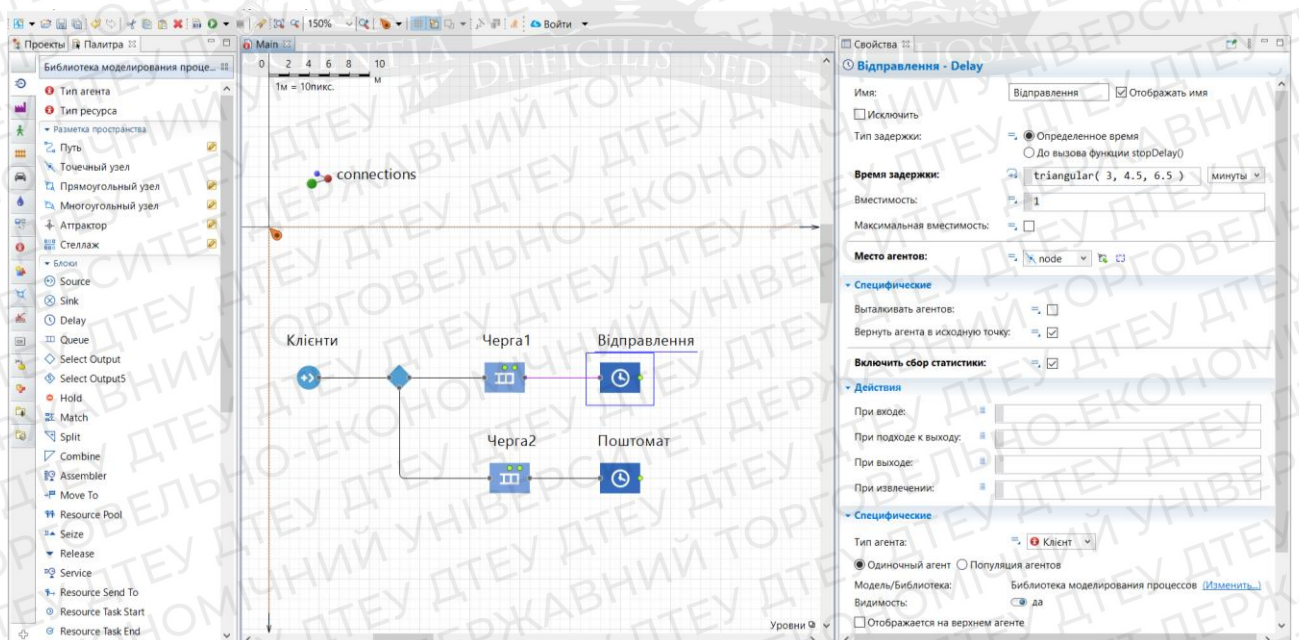 150%
Войти
Проекты
Палитра
Main
Свойства
Библиотека моделирования проце...
Тип агента
Тип ресурса
Разметка пространства
Путь
Точечный узел
Прямоугольный узел
Многоугольный узел
Аттрактор
Стеллаж
Блоки
Source
Sink
Delay
Queue
Select Output
Select Output5
Hold
Match
Split
Combine
Assembler
Move To
Resource Pool
Seize
Release
Service
Resource Send To
Resource Task Start
Resource Task End
0 2 4 6 8 10
м
1м = 10пикс.
connections
Клієнти
Черга1
Відправлення
Черга2
Поштомат
Уровни
Відправлення - Delay
Имя: Відправлення Отображать имя
Исключить
Тип задержки: Определенное время
До вызова функции stopDelay()
Время задержки: triangular( 3, 4.5, 6.5 ) минуты
Вместимость: 1
Максимальная вместимость:
Место агентов: node
Специфические
Выталкивать агентов:
Вернуть агента в исходную точку:
Включить сбор статистики:
Действия
При входе:
При подходе к выходу:
При выходе:
При извлечении:
Специфические
Тип агента: Клієнт
Одиночный агент Популяция агентов
Модель/Библиотека: Библиотека моделирования процессов (Изменить...)
Видимость: да
Отображается на верхнем агенте